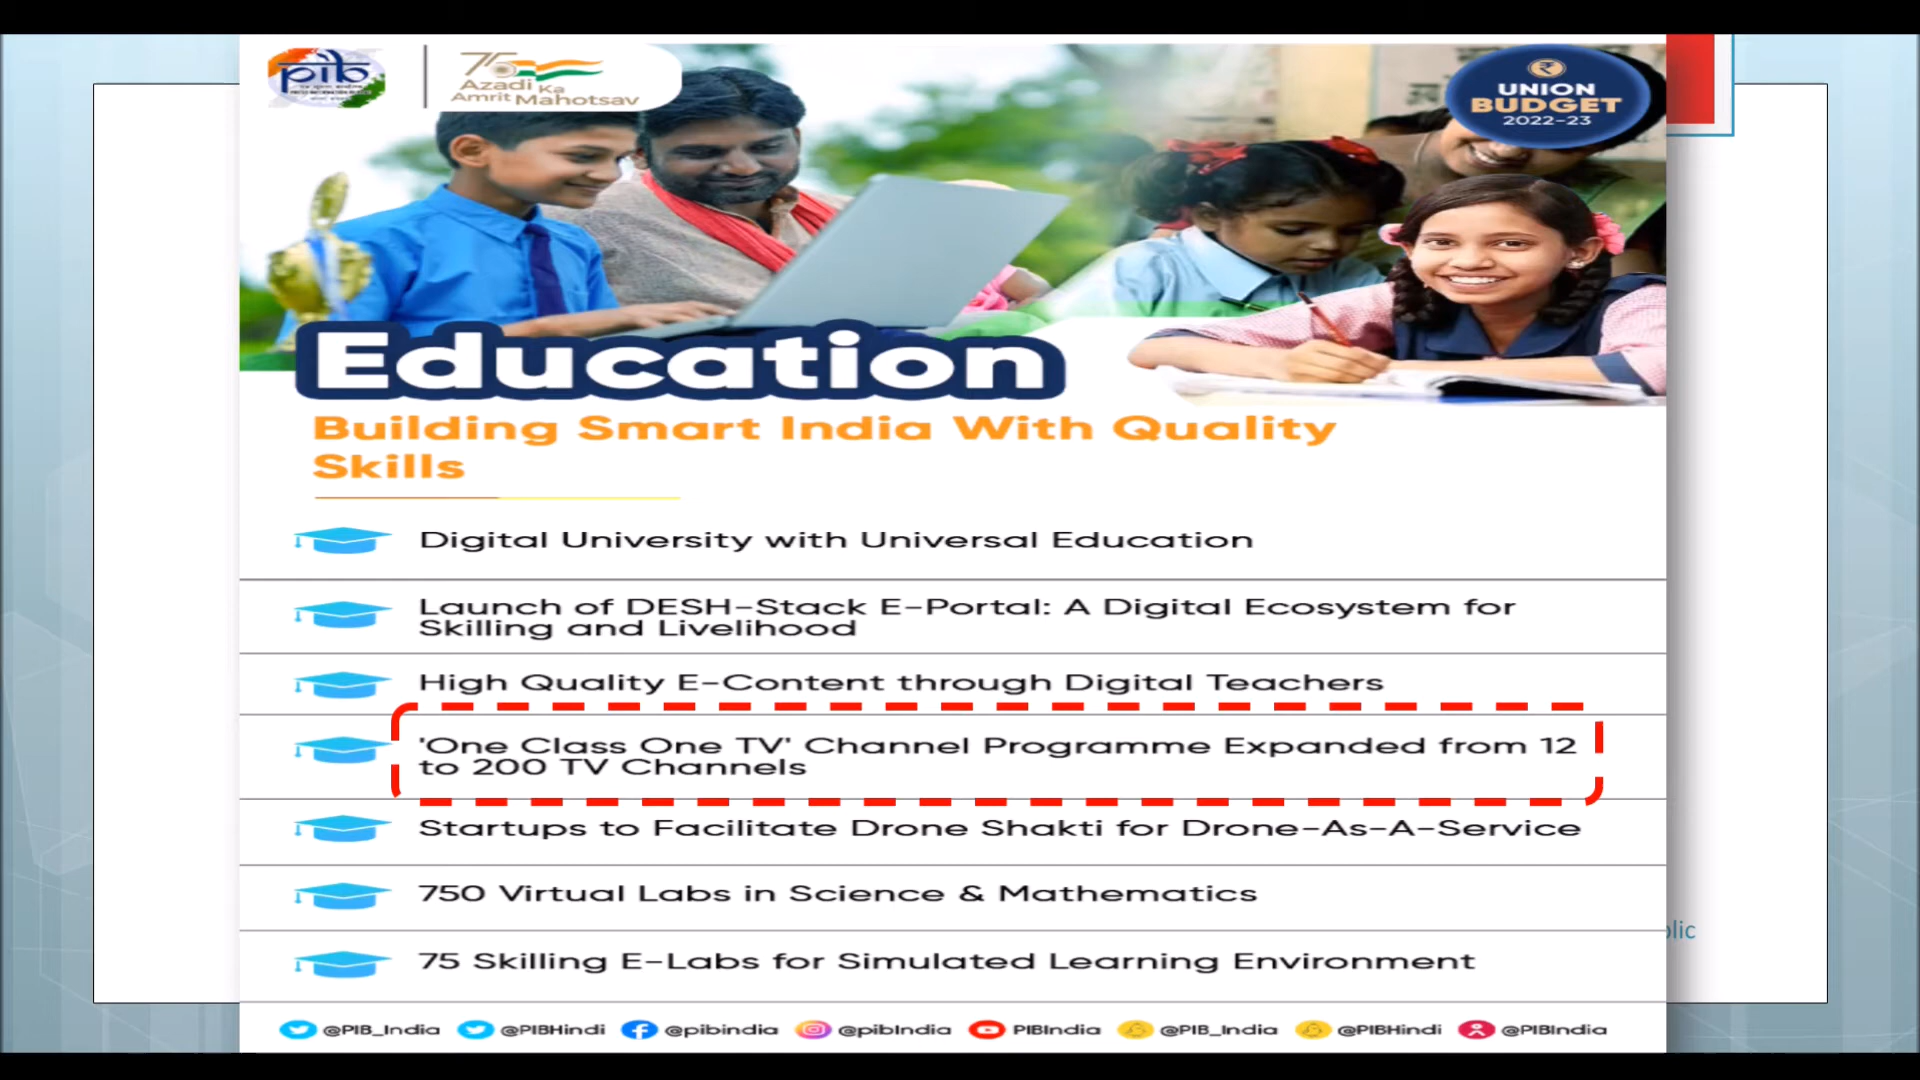 pib
75
Azadi Ka
Amrit Mahotsav
UNION
BUDGET
2022-23
Education
Building Smart India With Quality
Skills
Digital University with Universal Education
Launch of DESH-Stack E-Portal: A Digital Ecosystem for
Skilling and Livelihood
High Quality E-Content through Digital Teachers
'One Class One TV' Channel Programme Expanded from 12
to 200 TV Channels
Startups to Facilitate Drone Shakti for Drone-As-A-Service
750 Virtual Labs in Science & Mathematics
75 Skilling E-Labs for Simulated Learning Environment
@PIB_India @PIBHindi @pibindia @pibIndia PIBIndia @PIB_India @PIBHindi @PIBIndia